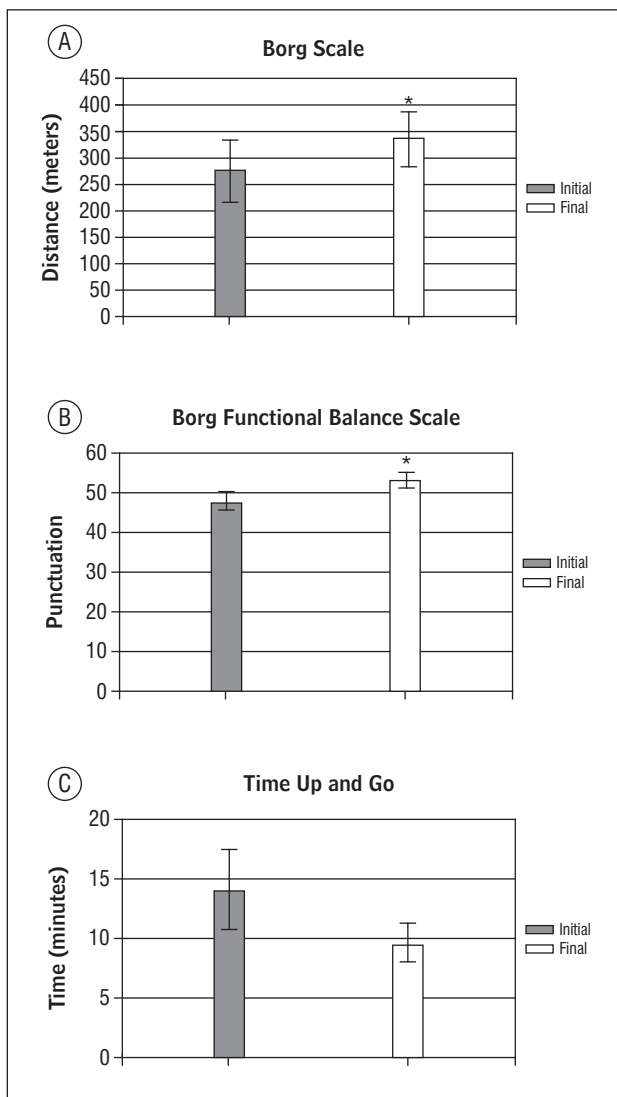 A
Borg Scale
450
400
350
300
250
200
150
100
50
0
Distance (meters)
*
Initial
Final
B
Borg Functional Balance Scale
60
50
40
30
20
10
0
Punctuation
*
Initial
Final
C
Time Up and Go
20
15
10
5
0
Time (minutes)
Initial
Final